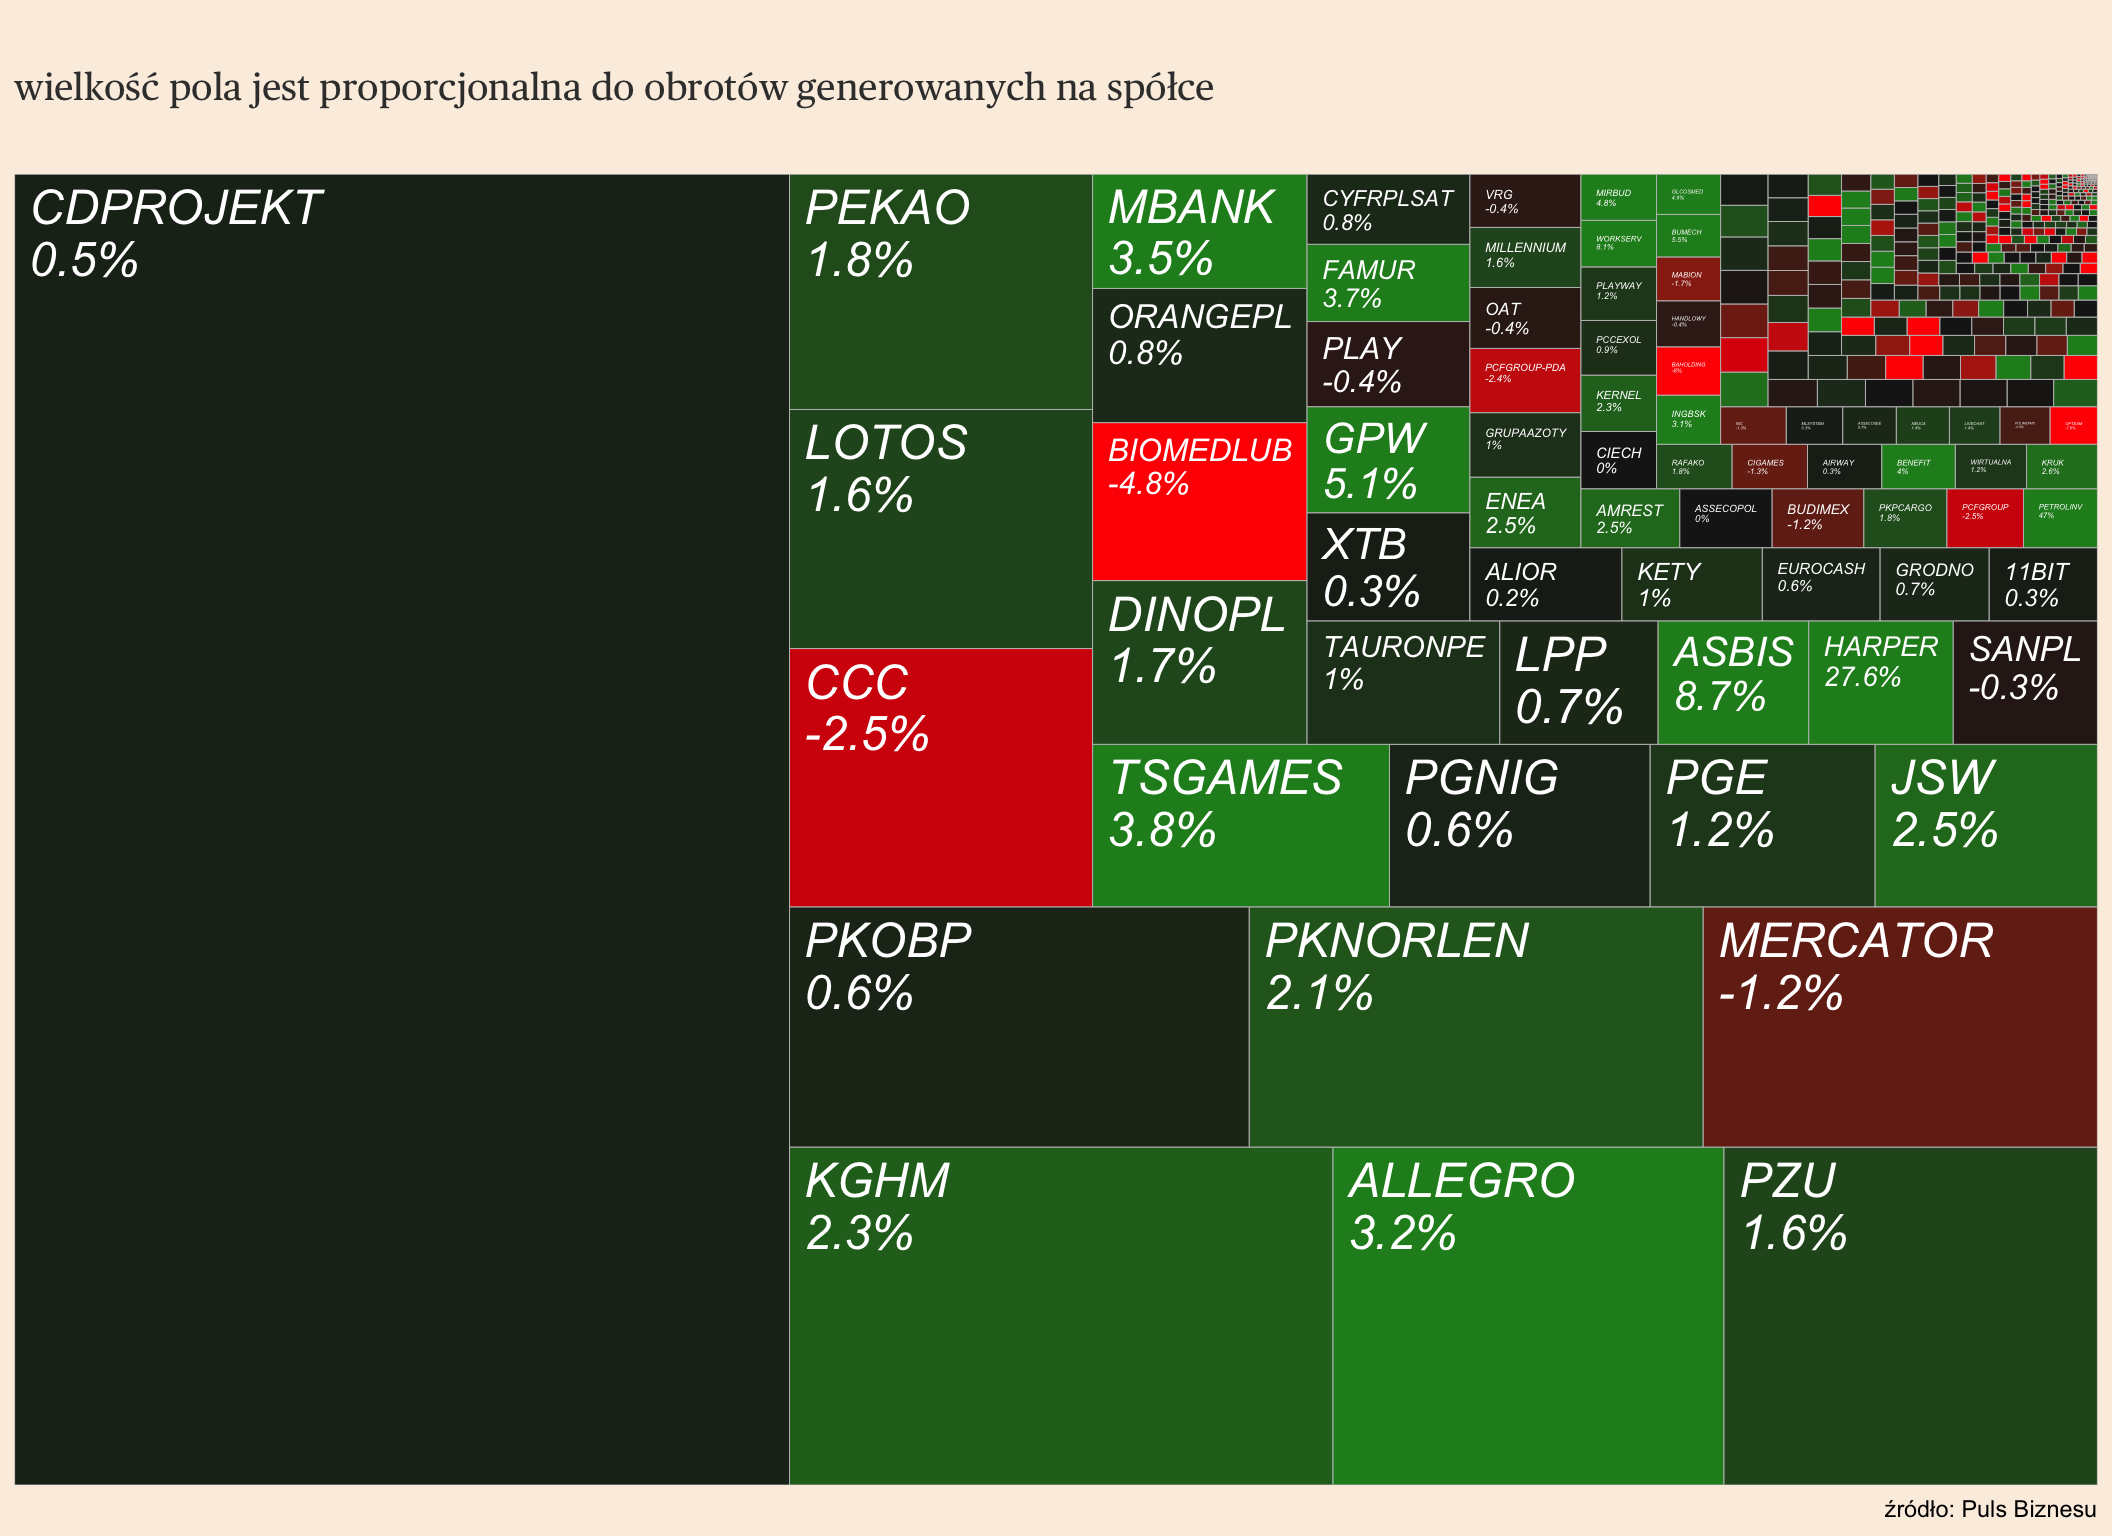 wielkość pola jest proporcjonalna do obrotów generowanych na spółce
CDPROJEKT
0.5%
PEKAO
1.8%
LOTOS
1.6%
CCC
-2.5%
MBANK
3.5%
ORANGEPL
0.8%
BIOMEDLUB
-4.8%
DINOPL
1.7%
CYFRPLSAT
0.8%
FAMUR
3.7%
PLAY
-0.4%
GPW
5.1%
XTB
0.3%
VRG
-0.4%
MILLENNIUM
1.6%
OAT
-0.4%
PCFGROUP-PDA
-2.4%
GRUPAAZOTY
1%
ENEA
2.5%
MIRBUD
4.8%
WORKSERV
8.1%
PLAYWAY
1.2%
PCCEXOL
0.9%
KERNEL
2.3%
CIECH
0%
GLCOSMED
4.9%
BUMECH
5.5%
MABION
-1.7%
HANDLOWY
-0.4%
BAHOLDING
INGBSK
3.1%
RAFAKO
1.8%
CIGAMES
-1.3%
AIRWAY
0.3%
BENEFIT
4%
WIRTUALNA
1.2%
KRUK
2.6%
AMREST
2.5%
ASSECOPOL
0%
BUDIMEX
-1.2%
PKPCARGO
1.8%
PCFGROUP
-2.5%
PETROLINV
47%
ALIOR
0.2%
KETY
1%
EUROCASH
0.6%
GRODNO
0.7%
11BIT
0.3%
TAURONPE
1%
LPP
0.7%
ASBIS
8.7%
HARPER
27.6%
SANPL
-0.3%
TSGAMES
3.8%
PGNIG
0.6%
PGE
1.2%
JSW
2.5%
PKOBP
0.6%
PKNORLEN
2.1%
MERCATOR
-1.2%
KGHM
2.3%
ALLEGRO
3.2%
PZU
1.6%
źródło: Puls Biznesu